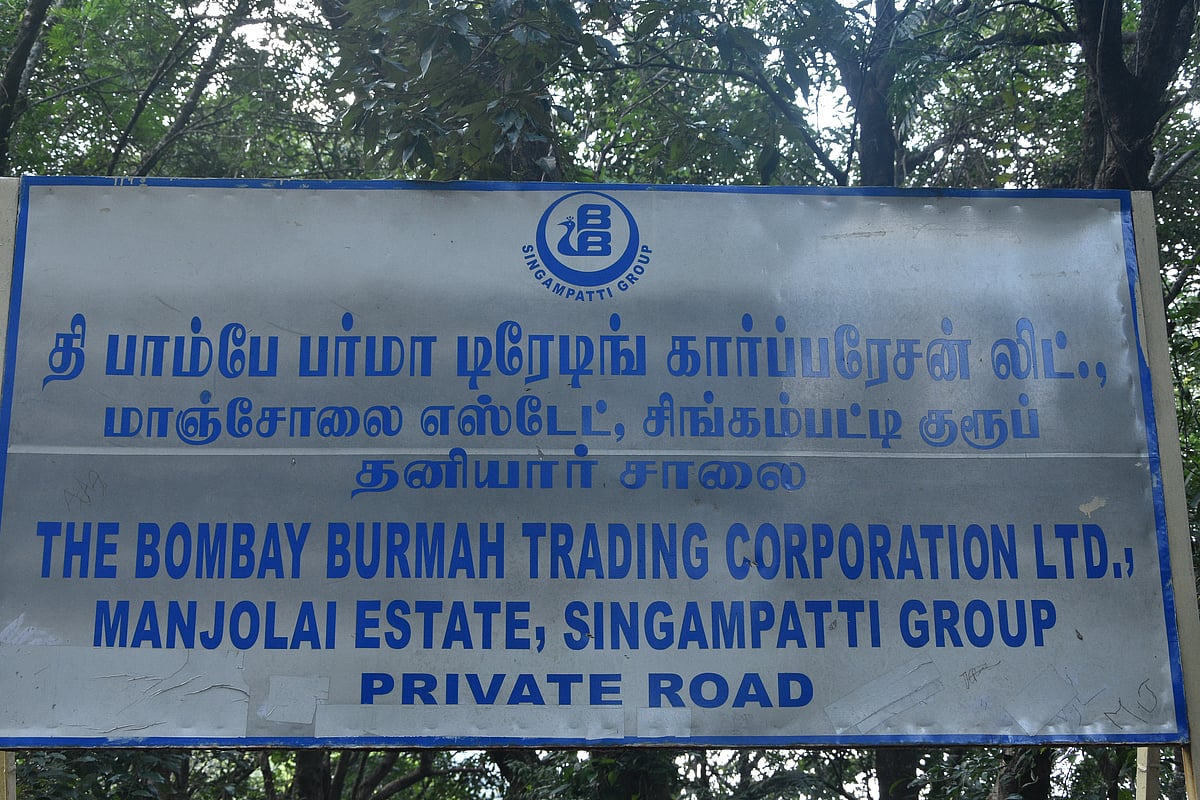 BB
SINGAMPATTI GROUP
தி பாம்பே பர்மா டிரேடிங் கார்ப்பரேசன் லிட்.,
மாஞ்சோலை எஸ்டேட், சிங்கம்பட்டி குரூப்
தனியார் சாலை
THE BOMBAY BURMAH TRADING CORPORATION LTD.,
MANJOLAI ESTATE, SINGAMPATTI GROUP
PRIVATE ROAD
MJ